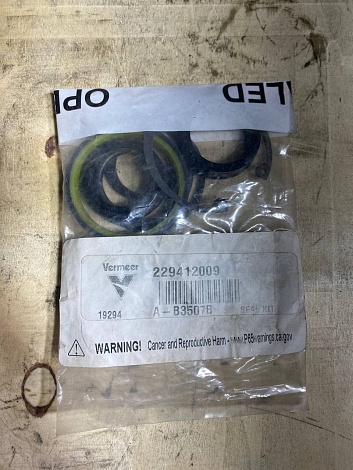 OP
LED
Vermeer
229412009
19294
A-B3507B
SEAL KIT
WARNING! Cancer and Reproductive Harm - www.P65warnings.ca.gov